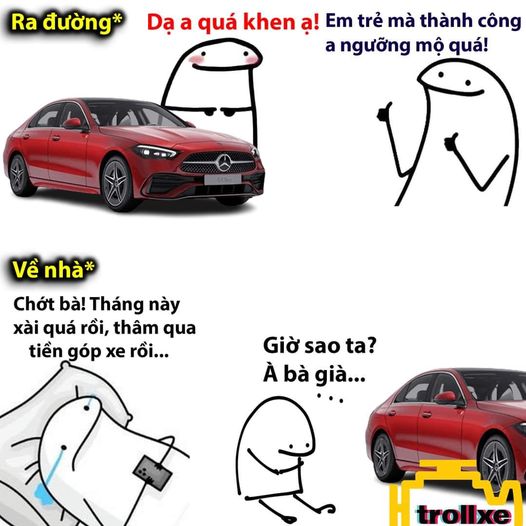 Ra đường*
Dạ a quá khen ạ!
Em trẻ mà thành công
a ngưỡng mộ quá!
Về nhà*
Chớt bà! Tháng này
xài quá rồi, thâm qua
tiền góp xe rồi...
Giờ sao ta?
À bà già...
...
trollxe